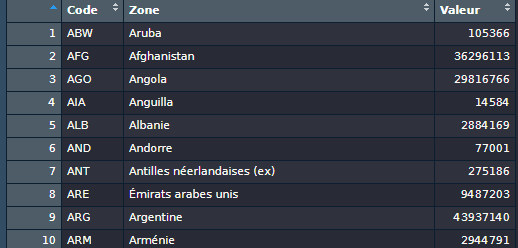 Code Zone Valeur
1 ABW Aruba 105366
2 AFG Afghanistan 36296113
3 AGO Angola 29816766
4 AIA Anguilla 14584
5 ALB Albanie 2884169
6 AND Andorre 77001
7 ANT Antilles néerlandaises (ex) 275186
8 ARE Émirats arabes unis 9487203
9 ARG Argentine 43937140
10 ARM Arménie 2944791